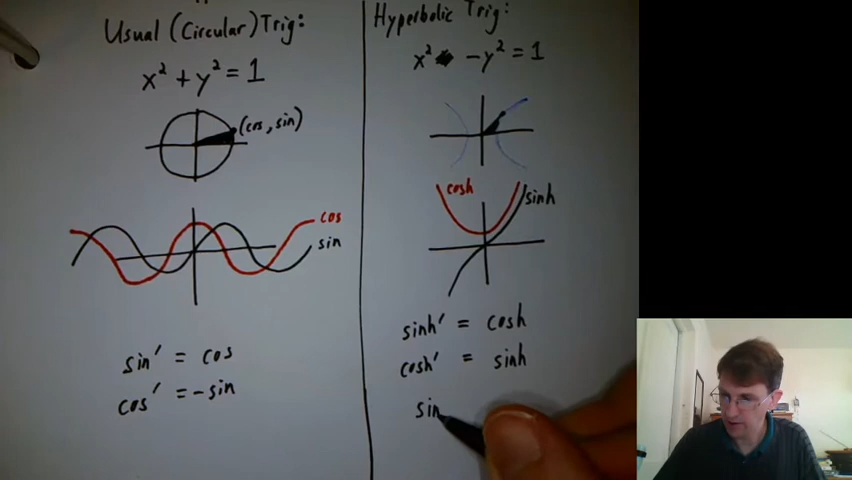 Usual (Circular) Trig:
x² + y² = 1
(cos, sin)
cos
sin
sin' = cos
cos' = -sin
Hyperbolic Trig:
x² - y² = 1
cosh
sinh
sinh' = cosh
cosh' = sinh
sin